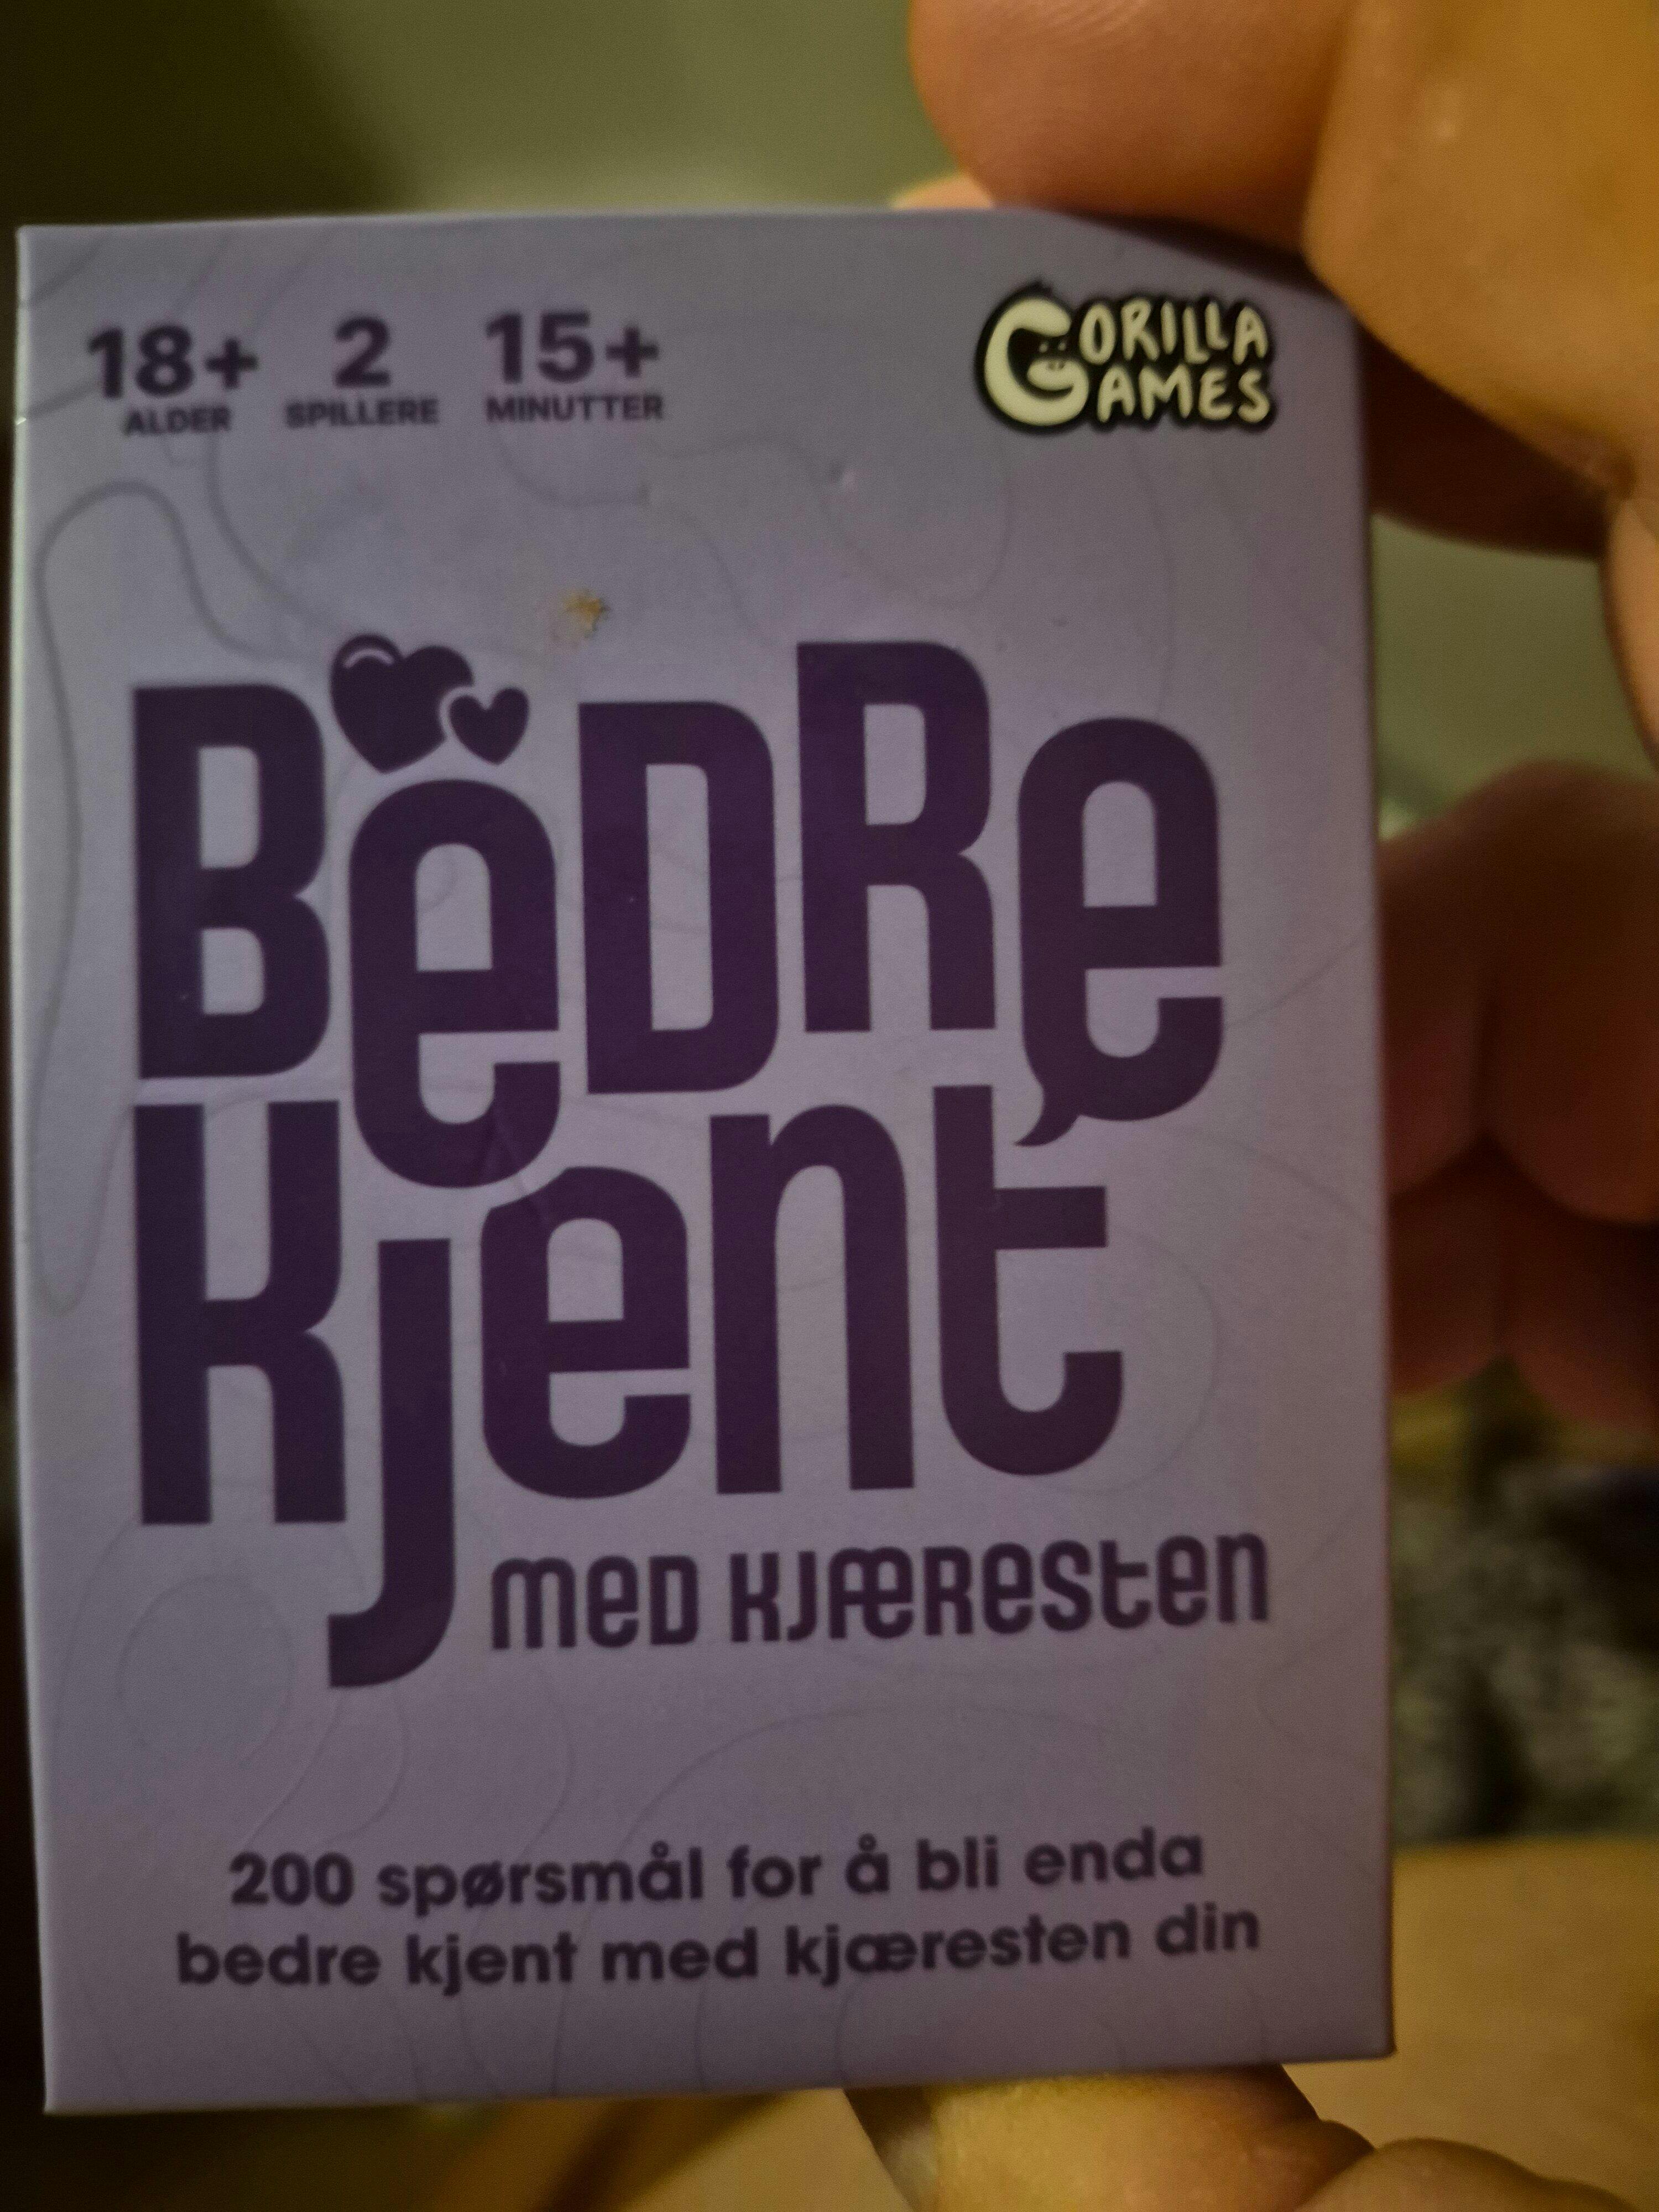 18+ 2 15+
ALDER SPILLERE MINUTTER
GORILLA
GAMES
BeDRe
Kjent
MeD KJÆResten
200 spørsmål for å bli enda
bedre kjent med kjæresten din